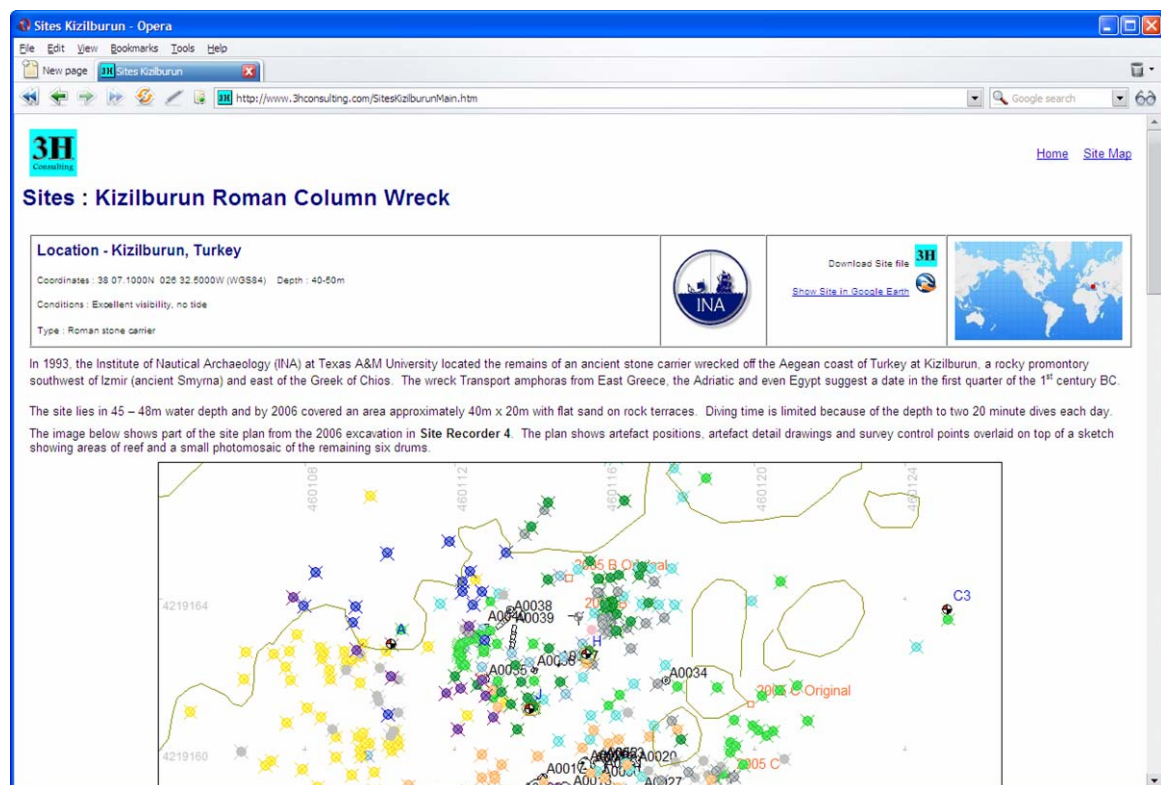 Sites Kizilburun - Opera
File Edit View Bookmarks Tools Help
New page 3H Sites Kizilburun
3H http://www.3hconsulting.com/SitesKizilburunMain.htm Google search
3H
Consulting
Home Site Map
Sites : Kizilburun Roman Column Wreck
Location - Kizilburun, Turkey
Coordinates : 38 07.1000N 026 32.5000W (WGS84) Depth : 40-50m
Conditions : Excellent visibility, no tide
Type : Roman stone carrier
INA
Download Site file 3H
Show Site in Google Earth
In 1993, the Institute of Nautical Archaeology (INA) at Texas A&M University located the remains of an ancient stone carrier wrecked off the Aegean coast of Turkey at Kizilburun, a rocky promontory
southwest of Izmir (ancient Smyrna) and east of the Greek of Chios. The wreck Transport amphoras from East Greece, the Adriatic and even Egypt suggest a date in the first quarter of the 1st century BC.
The site lies in 45 – 48m water depth and by 2006 covered an area approximately 40m x 20m with flat sand on rock terraces. Diving time is limited because of the depth to two 20 minute dives each day.
The image below shows part of the site plan from the 2006 excavation in Site Recorder 4. The plan shows artefact positions, artefact detail drawings and survey control points overlaid on top of a sketch
showing areas of reef and a small photomosaic of the remaining six drums.
460108 460112 460116 460120 460124
2005 B Original
4219164
A0038
A0039
C3
A
H
A0035
A0034
J
C Original
4219160
A0020
2005 C
A0027